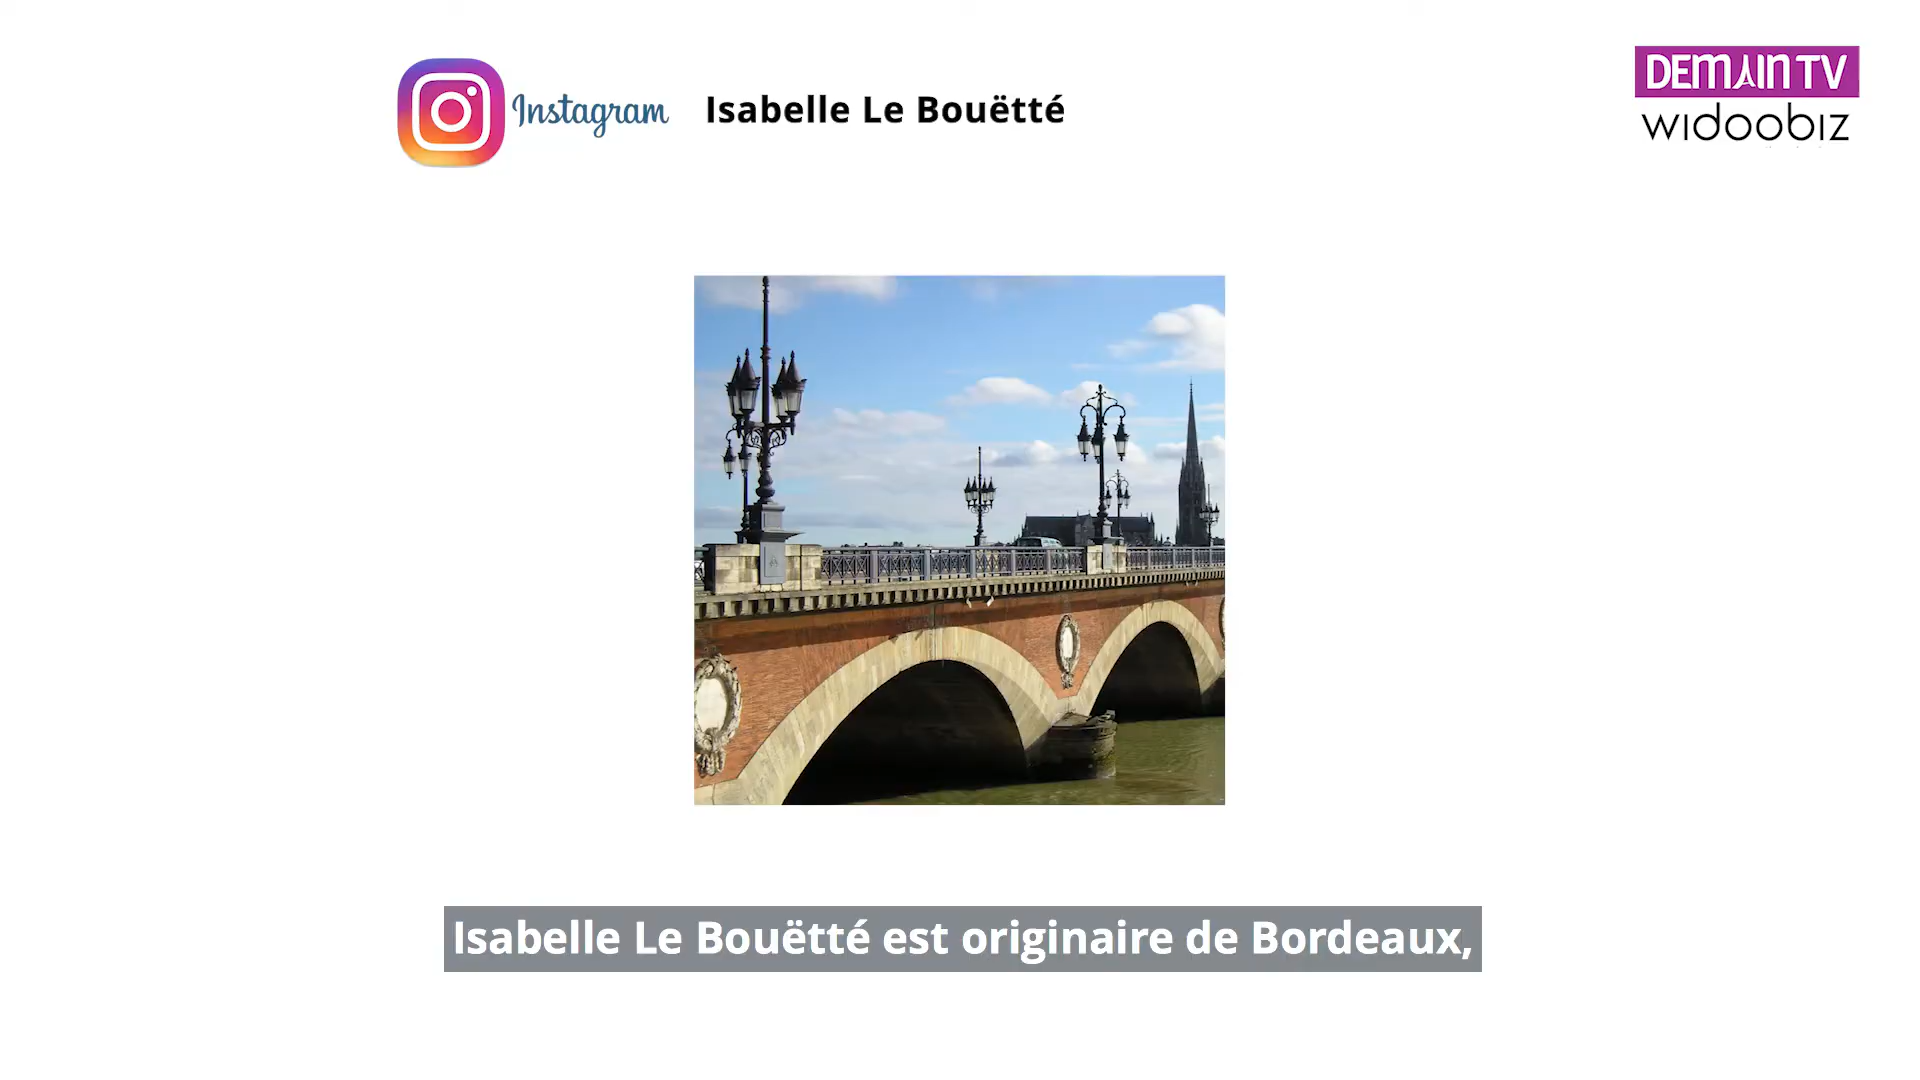 Instagram Isabelle Le Bouëtté
DEMAIN TV
widoobiz
Isabelle Le Bouëtté est originaire de Bordeaux,